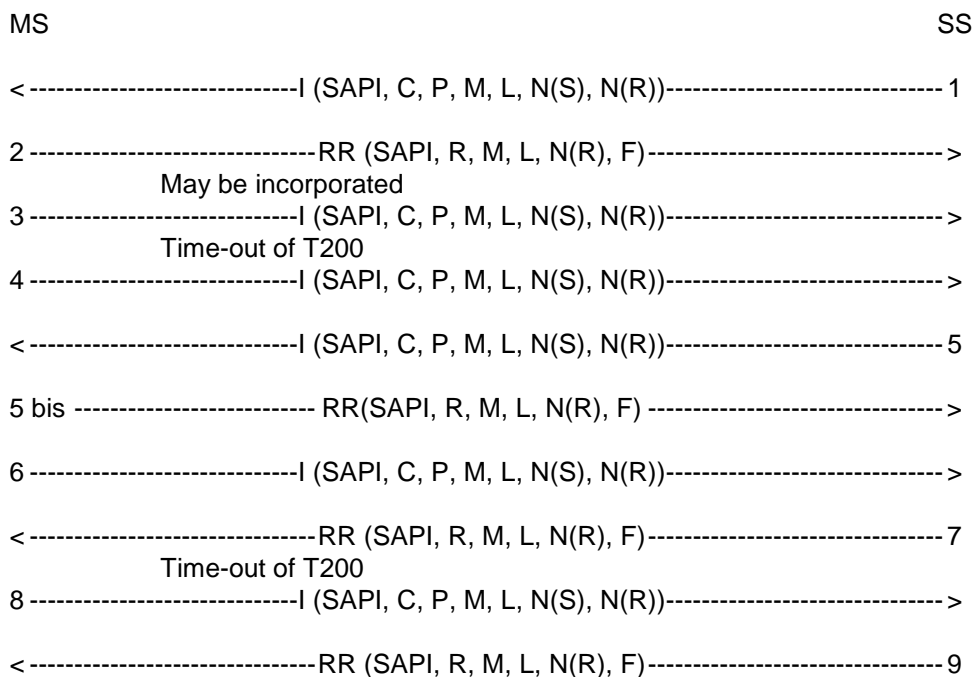 MS SS
< ------------------------------I (SAPI, C, P, M, L, N(S), N(R))------------------------------- 1
2 --------------------------------RR (SAPI, R, M, L, N(R), F)--------------------------------- >
May be incorporated
3 ------------------------------I (SAPI, C, P, M, L, N(S), N(R))------------------------------- >
Time-out of T200
4 ------------------------------I (SAPI, C, P, M, L, N(S), N(R))------------------------------- >
< ------------------------------I (SAPI, C, P, M, L, N(S), N(R))------------------------------- 5
5 bis --------------------------- RR(SAPI, R, M, L, N(R), F) --------------------------------- >
6 ------------------------------I (SAPI, C, P, M, L, N(S), N(R))------------------------------- >
< --------------------------------RR (SAPI, R, M, L, N(R), F)--------------------------------- 7
Time-out of T200
8 ------------------------------I (SAPI, C, P, M, L, N(S), N(R))------------------------------- >
< --------------------------------RR (SAPI, R, M, L, N(R), F)--------------------------------- 9